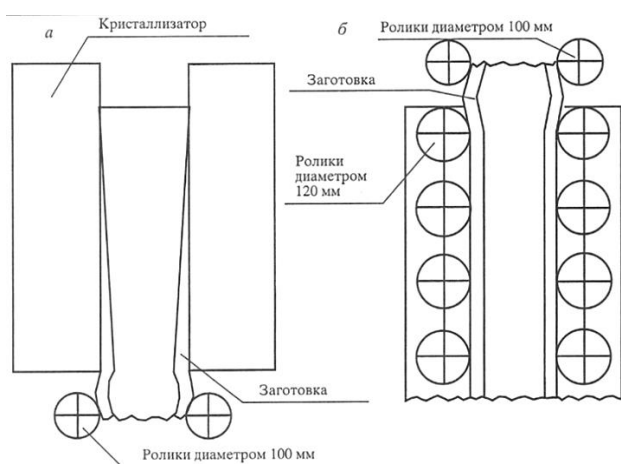 а
Кристаллизатор
Заготовка
Ролики диаметром 100 мм
б
Ролики диаметром 100 мм
Заготовка
Ролики
диаметром
120 мм